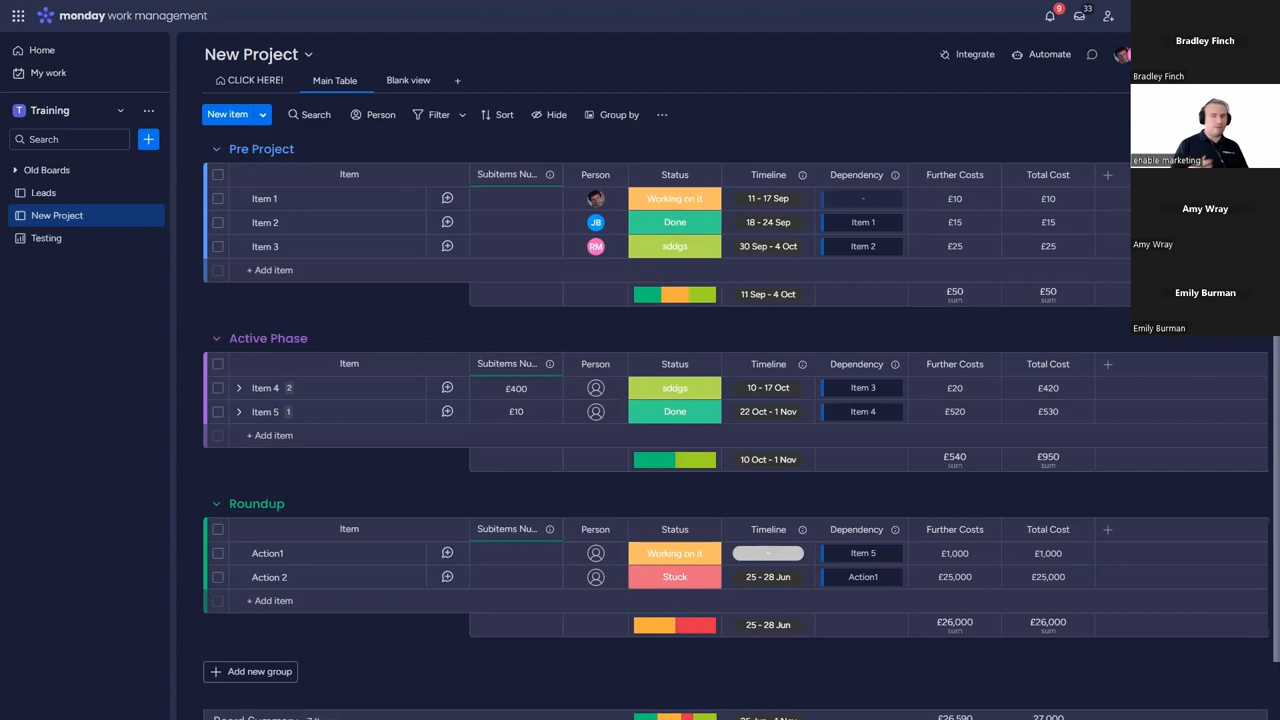 monday work management
9
33
Home
My work
T Training
Search
Old Boards
Leads
New Project
Testing
New Project
Integrate
Automate
CLICK HERE!
Main Table
Blank view
New item
Search
Person
Filter
Sort
Hide
Group by
Pre Project
Item Subitems Nu... Person Status Timeline Dependency Further Costs Total Cost
Item 1 Working on it 11 - 17 Sep - £10 £10
Item 2 JB Done 18 - 24 Sep Item 1 £15 £15
Item 3 RM sddgs 30 Sep - 4 Oct Item 2 £25 £25
+ Add item
11 Sep - 4 Oct £50 £50
sum sum
Active Phase
Item Subitems Nu... Person Status Timeline Dependency Further Costs Total Cost
Item 4 2 £400 sddgs 10 - 17 Oct Item 3 £20 £420
Item 5 1 £10 Done 22 Oct - 1 Nov Item 4 £520 £530
+ Add item
10 Oct - 1 Nov £540 £950
sum sum
Roundup
Item Subitems Nu... Person Status Timeline Dependency Further Costs Total Cost
Action1 Working on it - Item 5 £1,000 £1,000
Action 2 Stuck 25 - 28 Jun Action1 £25,000 £25,000
+ Add item
25 - 28 Jun £26,000 £26,000
sum sum
+ Add new group
Bradley Finch
Bradley Finch
enable marketing
Amy Wray
Amy Wray
Emily Burman
Emily Burman